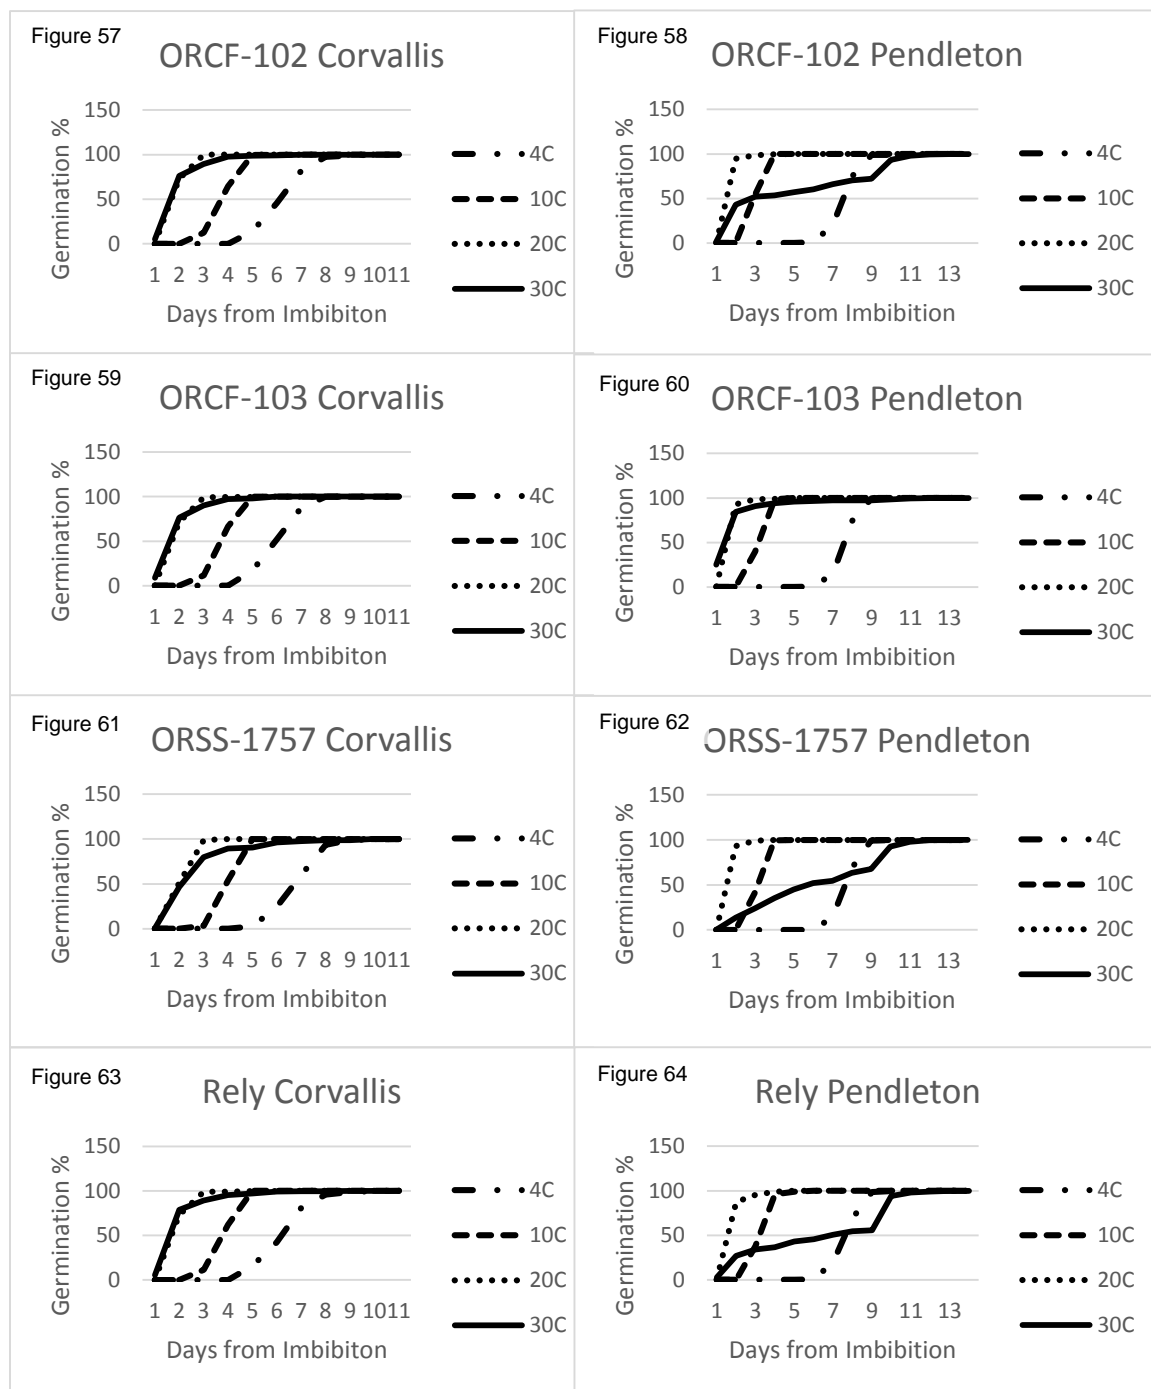 Figure 57
ORCF-102 Corvallis
150
100
50
0
Germination %
1 2 3 4 5 6 7 8 9 10 11
Days from Imbibiton
4C
10C
20C
30C
Figure 58
ORCF-102 Pendleton
150
100
50
0
Germination %
1 3 5 7 9 11 13
Days from Imbibition
4C
10C
20C
30C
Figure 59
ORCF-103 Corvallis
150
100
50
0
Germination %
1 2 3 4 5 6 7 8 9 10 11
Days from Imbibiton
4C
10C
20C
30C
Figure 60
ORCF-103 Pendleton
150
100
50
0
Germination %
1 3 5 7 9 11 13
Days from Imbibition
4C
10C
20C
30C
Figure 61
ORSS-1757 Corvallis
150
100
50
0
Germination %
1 2 3 4 5 6 7 8 9 10 11
Days from Imbibiton
4C
10C
20C
30C
Figure 62
ORSS-1757 Pendleton
150
100
50
0
Germination %
1 3 5 7 9 11 13
Days from Imbibition
4C
10C
20C
30C
Figure 63
Rely Corvallis
150
100
50
0
Germination %
1 2 3 4 5 6 7 8 9 10 11
Days from Imbibiton
4C
10C
20C
30C
Figure 64
Rely Pendleton
150
100
50
0
Germination %
1 3 5 7 9 11 13
Days from Imbibition
4C
10C
20C
30C